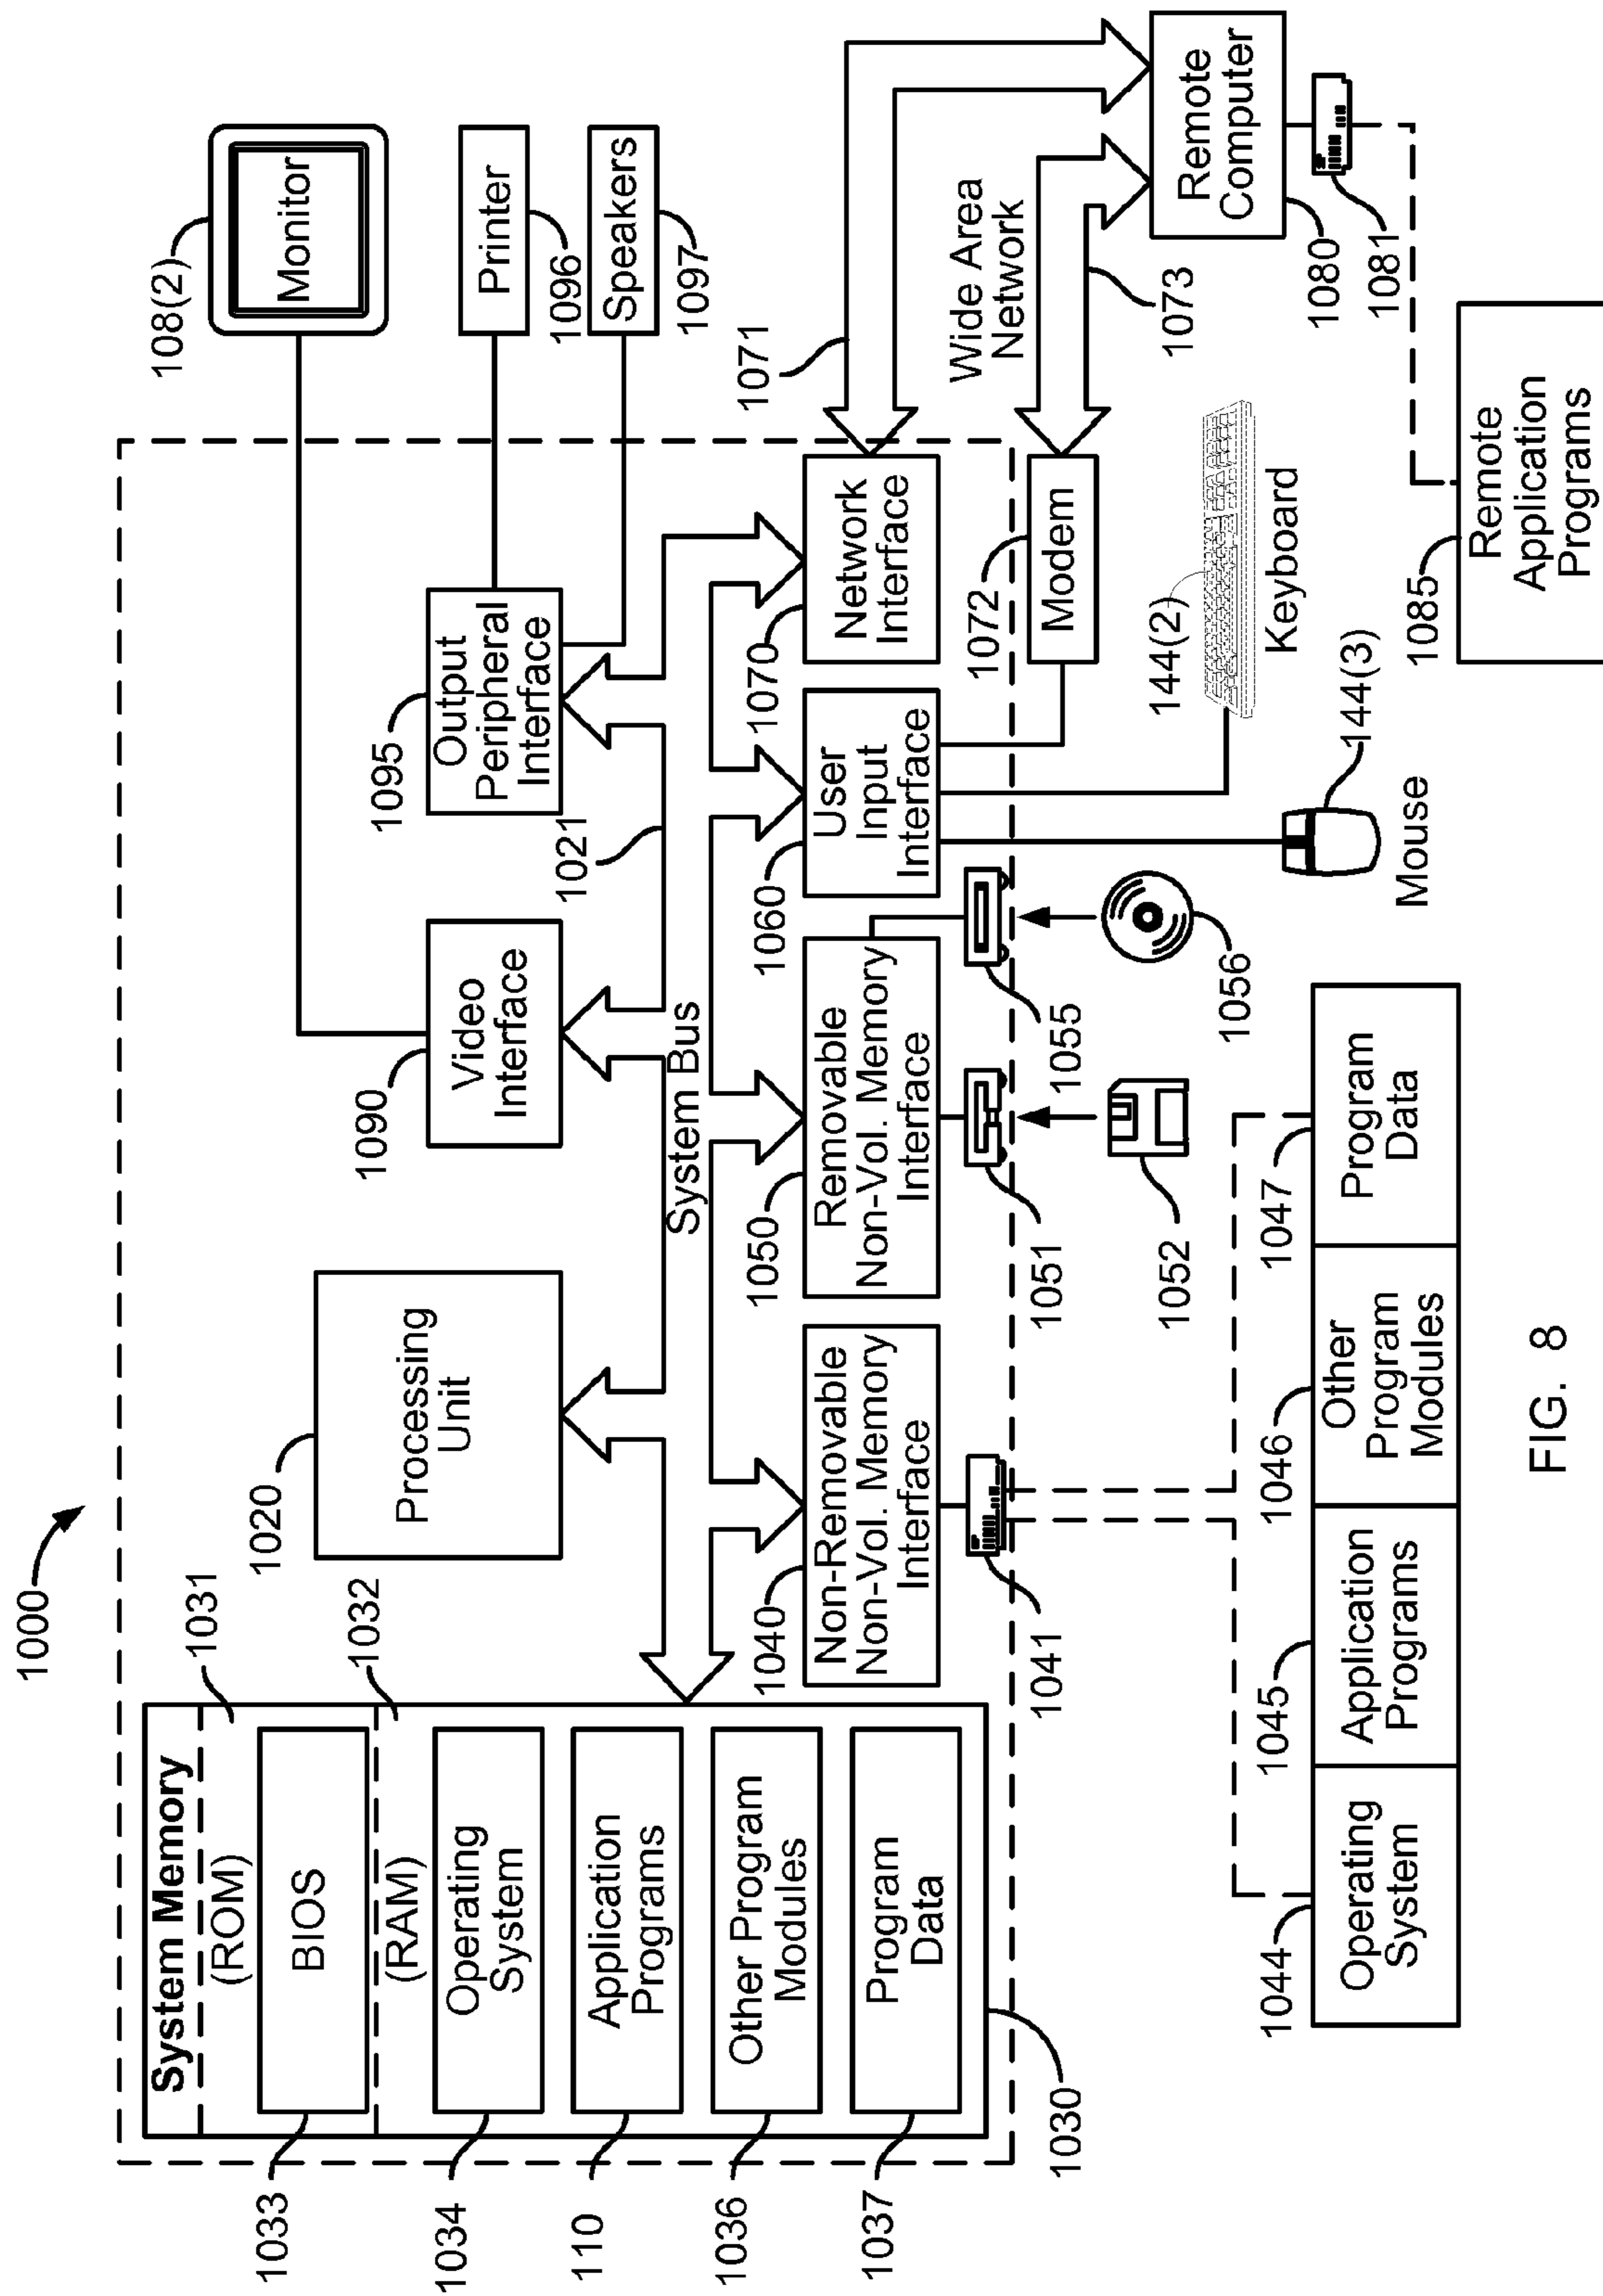 1000
System Memory
(ROM)
1031
BIOS
1033
(RAM)
1032
Operating
System
1034
Application
Programs
110
Other Program
Modules
1036
Program
Data
1037
1030
1020
Processing
Unit
1090
Video
Interface
1095
Output
Peripheral
Interface
108(2)
Monitor
Printer
1096
Speakers
1097
System Bus
1021
1040
Non-Removable
Non-Vol. Memory
Interface
1050
Removable
Non-Vol. Memory
Interface
1060
User
Input
Interface
1070
Network
Interface
1071
1072
Modem
Wide Area
Network
1073
Remote
Computer
1080
1081
1041
1051
1055
1052
1056
144(2)
Keyboard
144(3)
Mouse
1085
Remote
Application
Programs
1044
Operating
System
1045
Application
Programs
1046
Other
Program
Modules
1047
Program
Data
FIG. 8